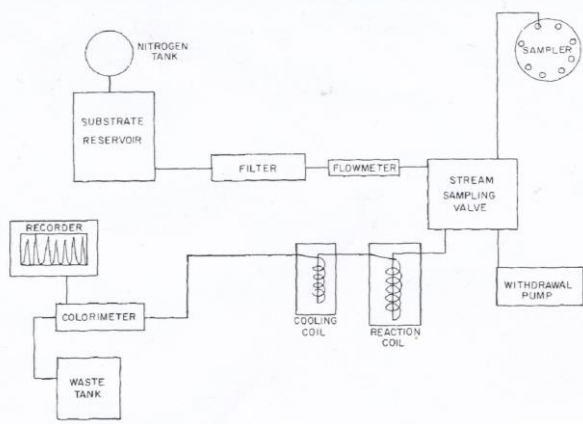 NITROGEN
TANK
SAMPLER
SUBSTRATE
RESERVOIR
FILTER
FLOWMETER
STREAM
SAMPLING
VALVE
RECORDER
COLORIMETER
COOLING
COIL
REACTION
COIL
WITHDRAWAL
PUMP
WASTE
TANK